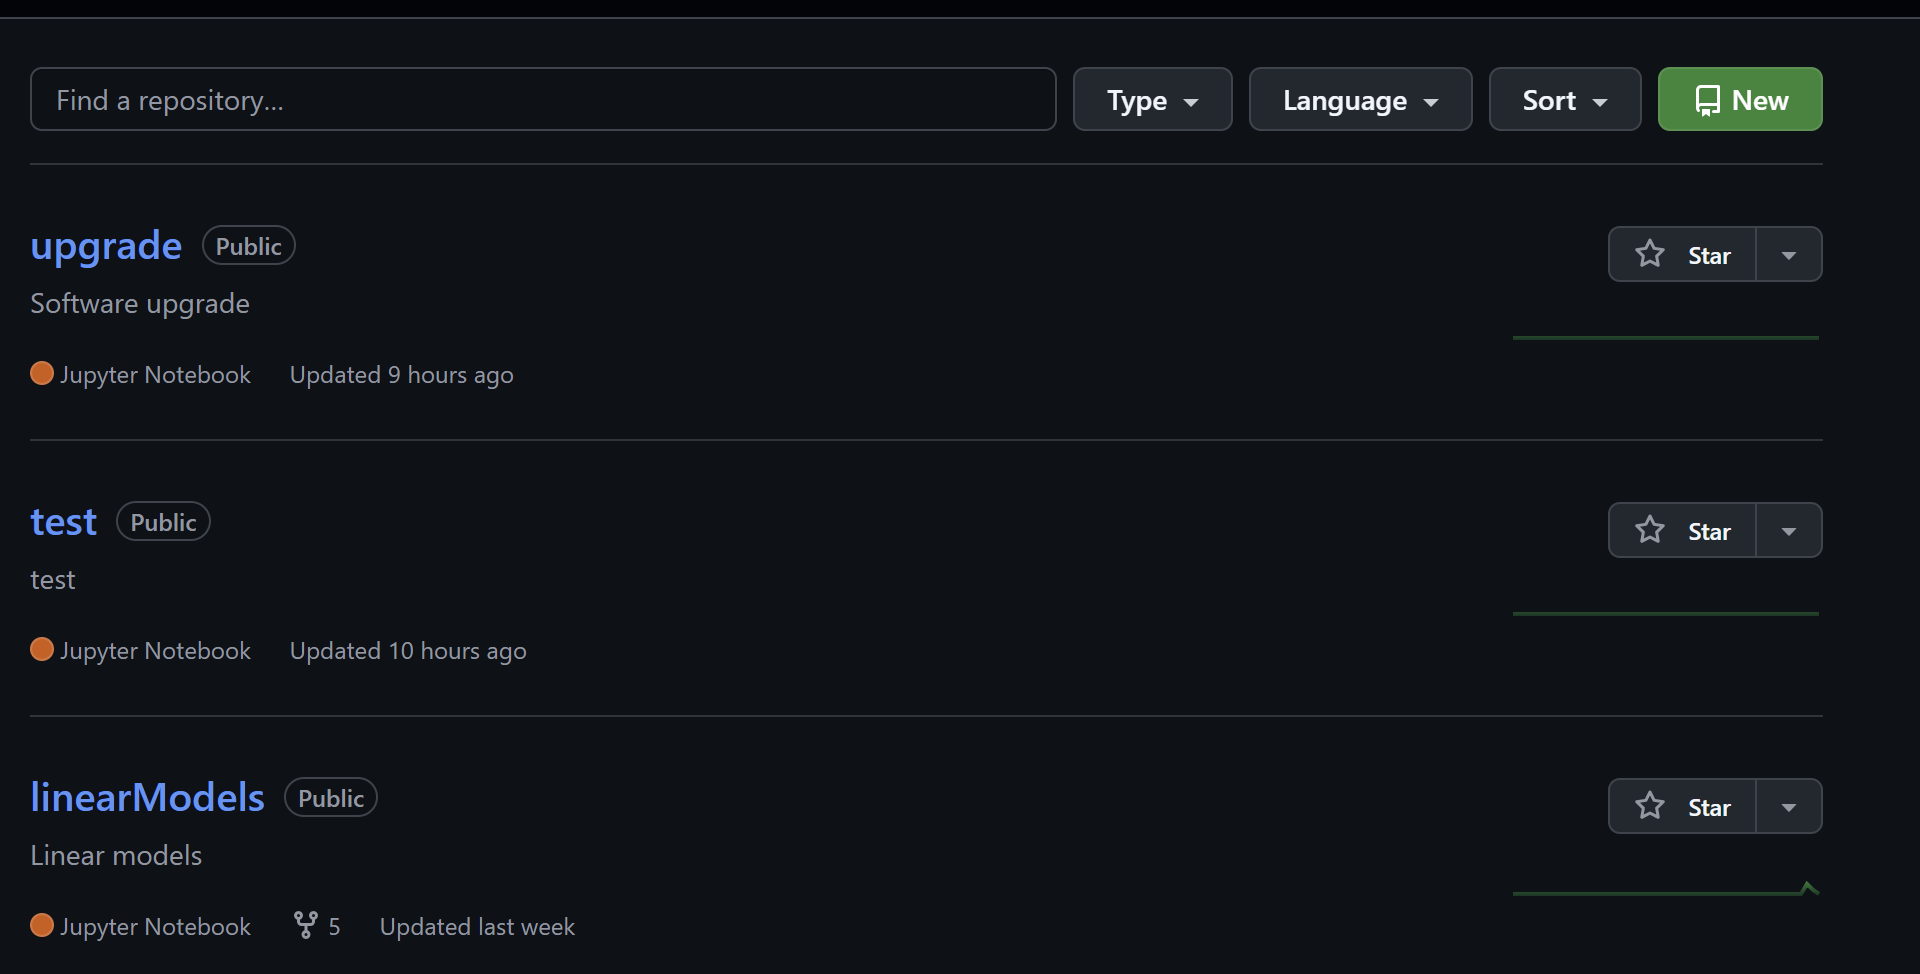 Find a repository...
Type
Language
Sort
New
upgrade Public
Star
Software upgrade
Jupyter Notebook Updated 9 hours ago
test Public
Star
test
Jupyter Notebook Updated 10 hours ago
linearModels Public
Star
Linear models
Jupyter Notebook 5 Updated last week